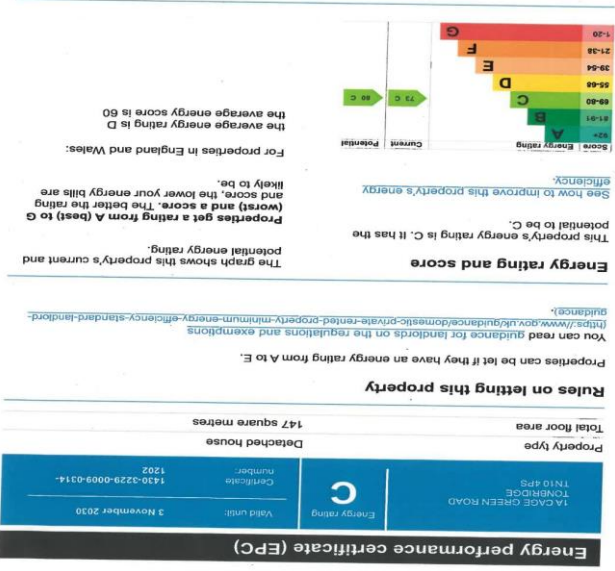 Energy performance certificate (EPC)
1A CAGE GREEN ROAD
TONBRIDGE
TN10 4PS
Energy rating
C
Valid until:
3 November 2030
Certificate
number:
1430-3229-0009-0314-
1202
Property type
Detached house
Total floor area
147 square metres
Rules on letting this property
Properties can be let if they have an energy rating from A to E.
You can read guidance for landlords on the regulations and exemptions
(https://www.gov.uk/guidance/domestic-private-rented-property-minimum-energy-efficiency-standard-landlord-
guidance).
Energy rating and score
This property's energy rating is C. It has the
potential to be C.
See how to improve this property's energy
efficiency.
Score Energy rating Current Potential
92+ A
81-91 B
69-80 C 73 C 80 C
55-68 D
39-54 E
21-38 F
1-20 G
The graph shows this property's current and
potential energy rating.
Properties get a rating from A (best) to G
(worst) and a score. The better the rating
and score, the lower your energy bills are
likely to be.
For properties in England and Wales:
the average energy rating is D
the average energy score is 60